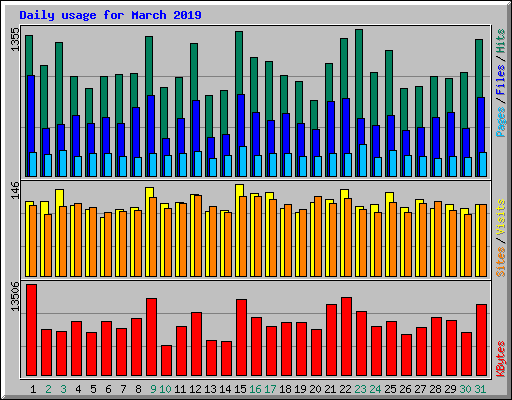 Daily usage for March 2019
1355
Pages / Files / Hits
146
Sites / Visits
13506
KBytes
1 2 3 4 5 6 7 8 9 10 11 12 13 14 15 16 17 18 19 20 21 22 23 24 25 26 27 28 29 30 31